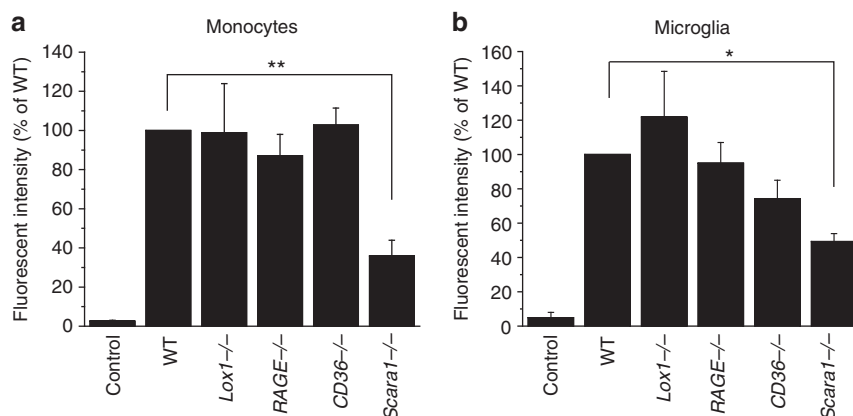 a
Monocytes
Fluorescent intensity (% of WT)
140
120
100
80
60
40
20
0
**
Control
WT
Lox1–/–
RAGE–/–
CD36–/–
Scara1–/–
b
Microglia
Fluorescent intensity (% of WT)
160
140
120
100
80
60
40
20
0
*
Control
WT
Lox1–/–
RAGE–/–
CD36–/–
Scara1–/–